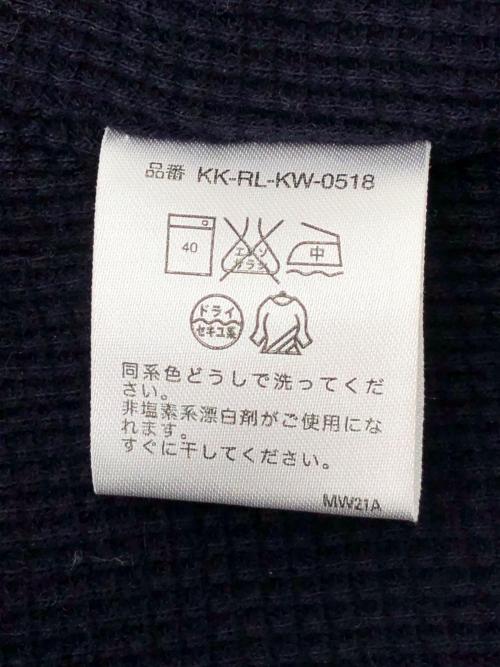 品番 KK-RL-KW-0518
40
エンソ
サラシ
中
ドライ
セキユ系
同系色どうしで洗ってくだ
さい。
非塩素系漂白剤がご使用にな
れます。
すぐに干してください。
MW21A